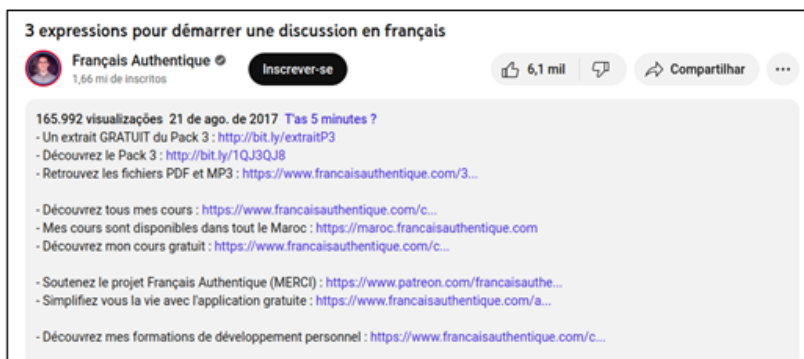 3 expressions pour démarrer une discussion en français
Français Authentique
1,66 mi de inscritos
Inscrever-se
6,1 mil
Compartilhar
165.992 visualizações 21 de ago. de 2017 T'as 5 minutes ?
- Un extrait GRATUIT du Pack 3 : http://bit.ly/extraitP3
- Découvrez le Pack 3 : http://bit.ly/1QJ3QJ8
- Retrouvez les fichiers PDF et MP3 : https://www.francaisauthentique.com/3...
- Découvrez tous mes cours : https://www.francaisauthentique.com/c...
- Mes cours sont disponibles dans tout le Maroc : https://maroc.francaisauthentique.com
- Découvrez mon cours gratuit : https://www.francaisauthentique.com/c...
- Soutenez le projet Français Authentique (MERCI) : https://www.patreon.com/francaisauthe...
- Simplifiez vous la vie avec l'application gratuite : https://www.francaisauthentique.com/a...
- Découvrez mes formations de développement personnel : https://www.francaisauthentique.com/c...